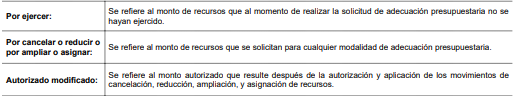 Por ejercer:
Se refiere al monto de recursos que al momento de realizar la solicitud de adecuación presupuestaria no se
hayan ejercido.
Por cancelar o reducir o
por ampliar o asignar:
Se refiere al monto de recursos que se solicitan para cualquier modalidad de adecuación presupuestaria.
Autorizado modificado:
Se refiere al monto autorizado que resulte después de la autorización y aplicación de los movimientos de
cancelación, reducción, ampliación, y asignación de recursos.